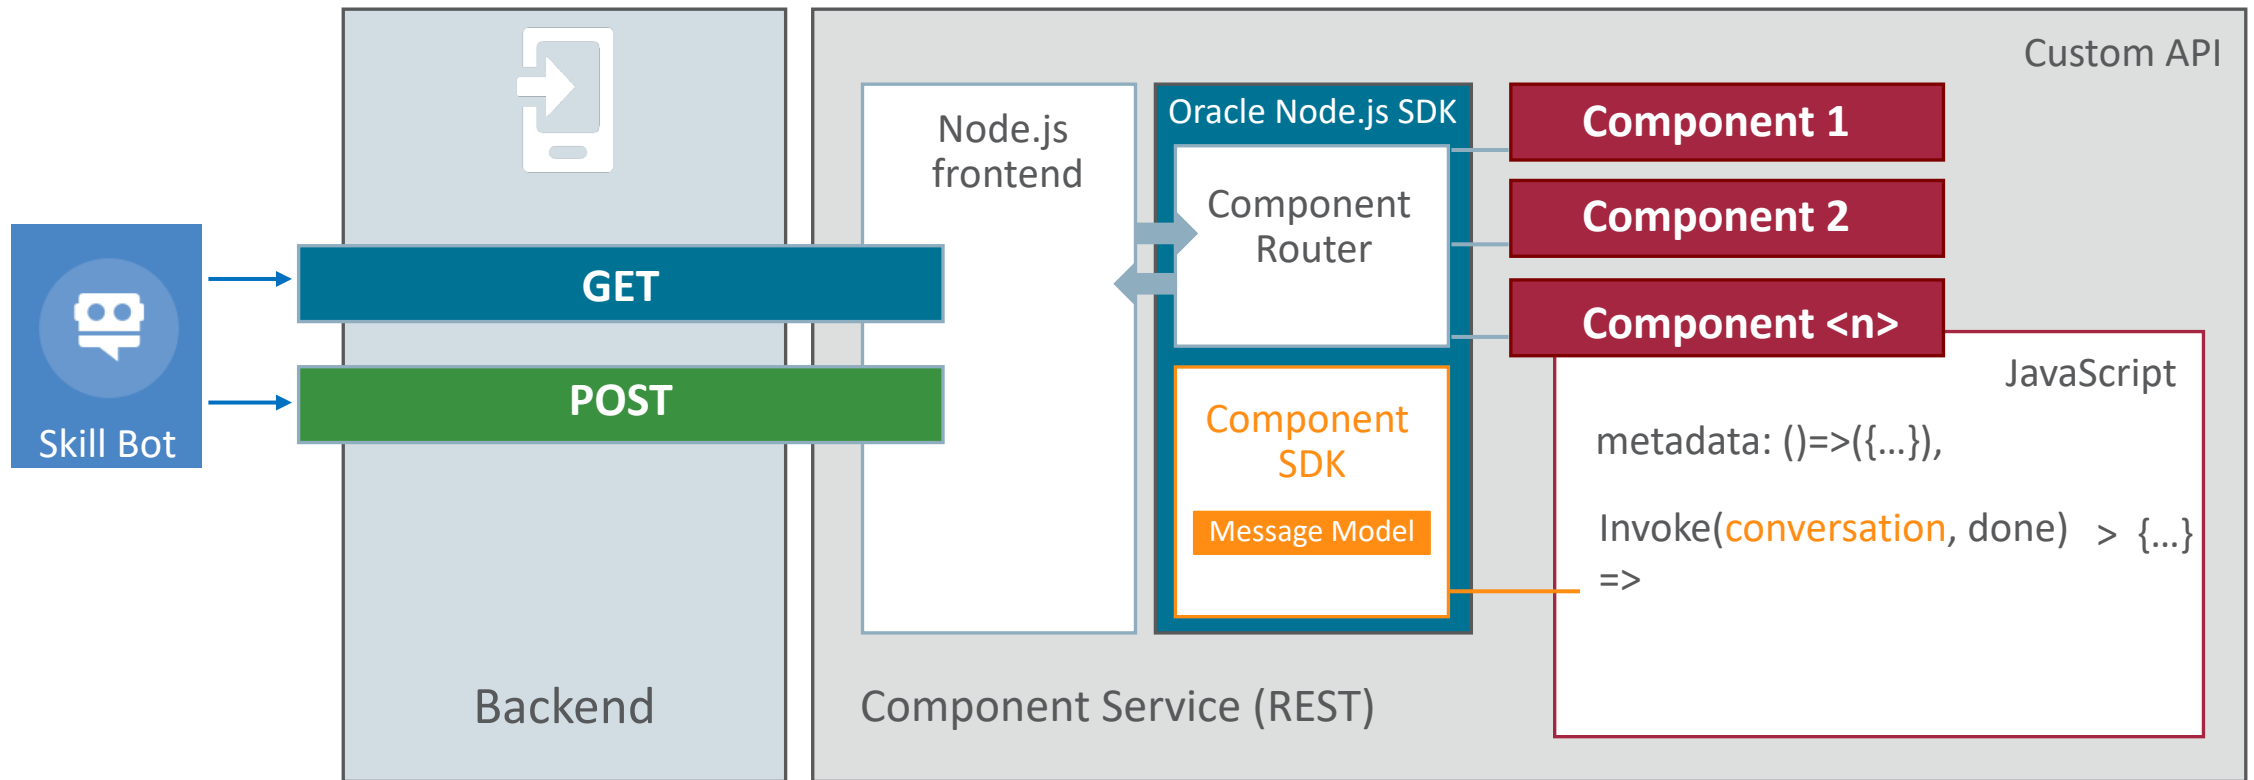 Custom API
Skill Bot
GET
POST
Backend
Node.js
frontend
Oracle Node.js SDK
Component
Router
Component
SDK
Message Model
Component 1
Component 2
Component <n>
JavaScript
metadata: ()=>({...}),
Invoke(conversation, done) > {...}
=>
Component Service (REST)